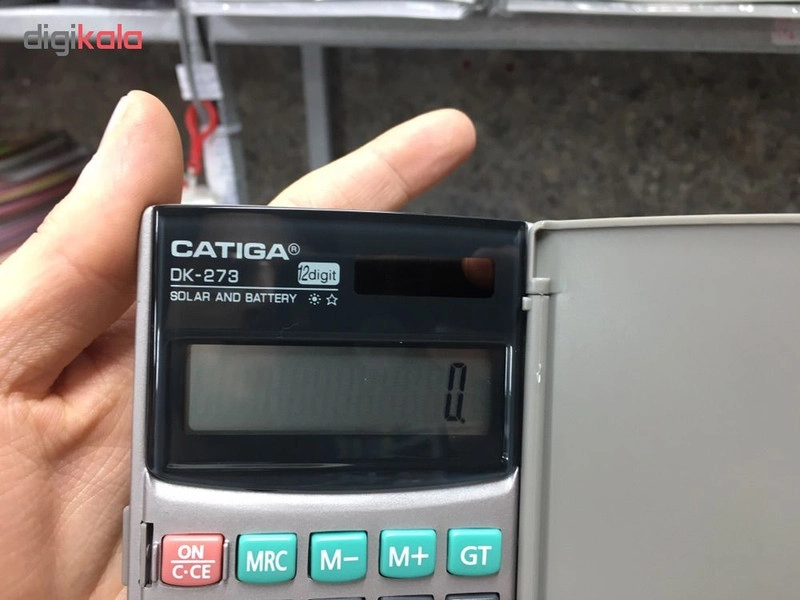 digikala
CATIGA®
DK-273
12digit
SOLAR AND BATTERY
0.
ON
C·CE
MRC
M−
M+
GT